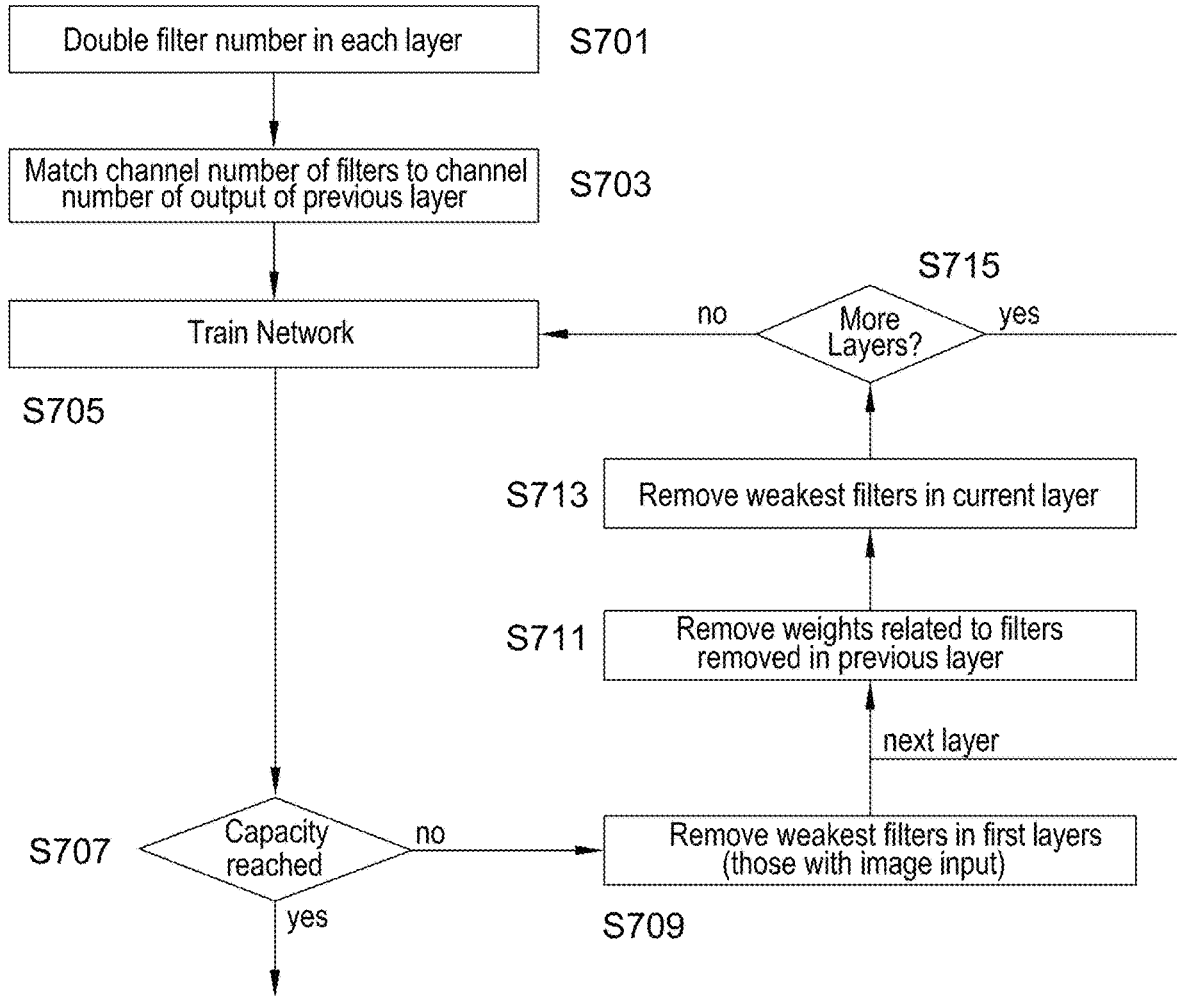 Double filter number in each layer
S701
Match channel number of filters to channel
number of output of previous layer
S703
Train Network
S705
S715
More
Layers?
no
yes
S713
Remove weakest filters in current layer
S711
Remove weights related to filters
removed in previous layer
next layer
S707
Capacity
reached
no
yes
Remove weakest filters in first layers
(those with image input)
S709